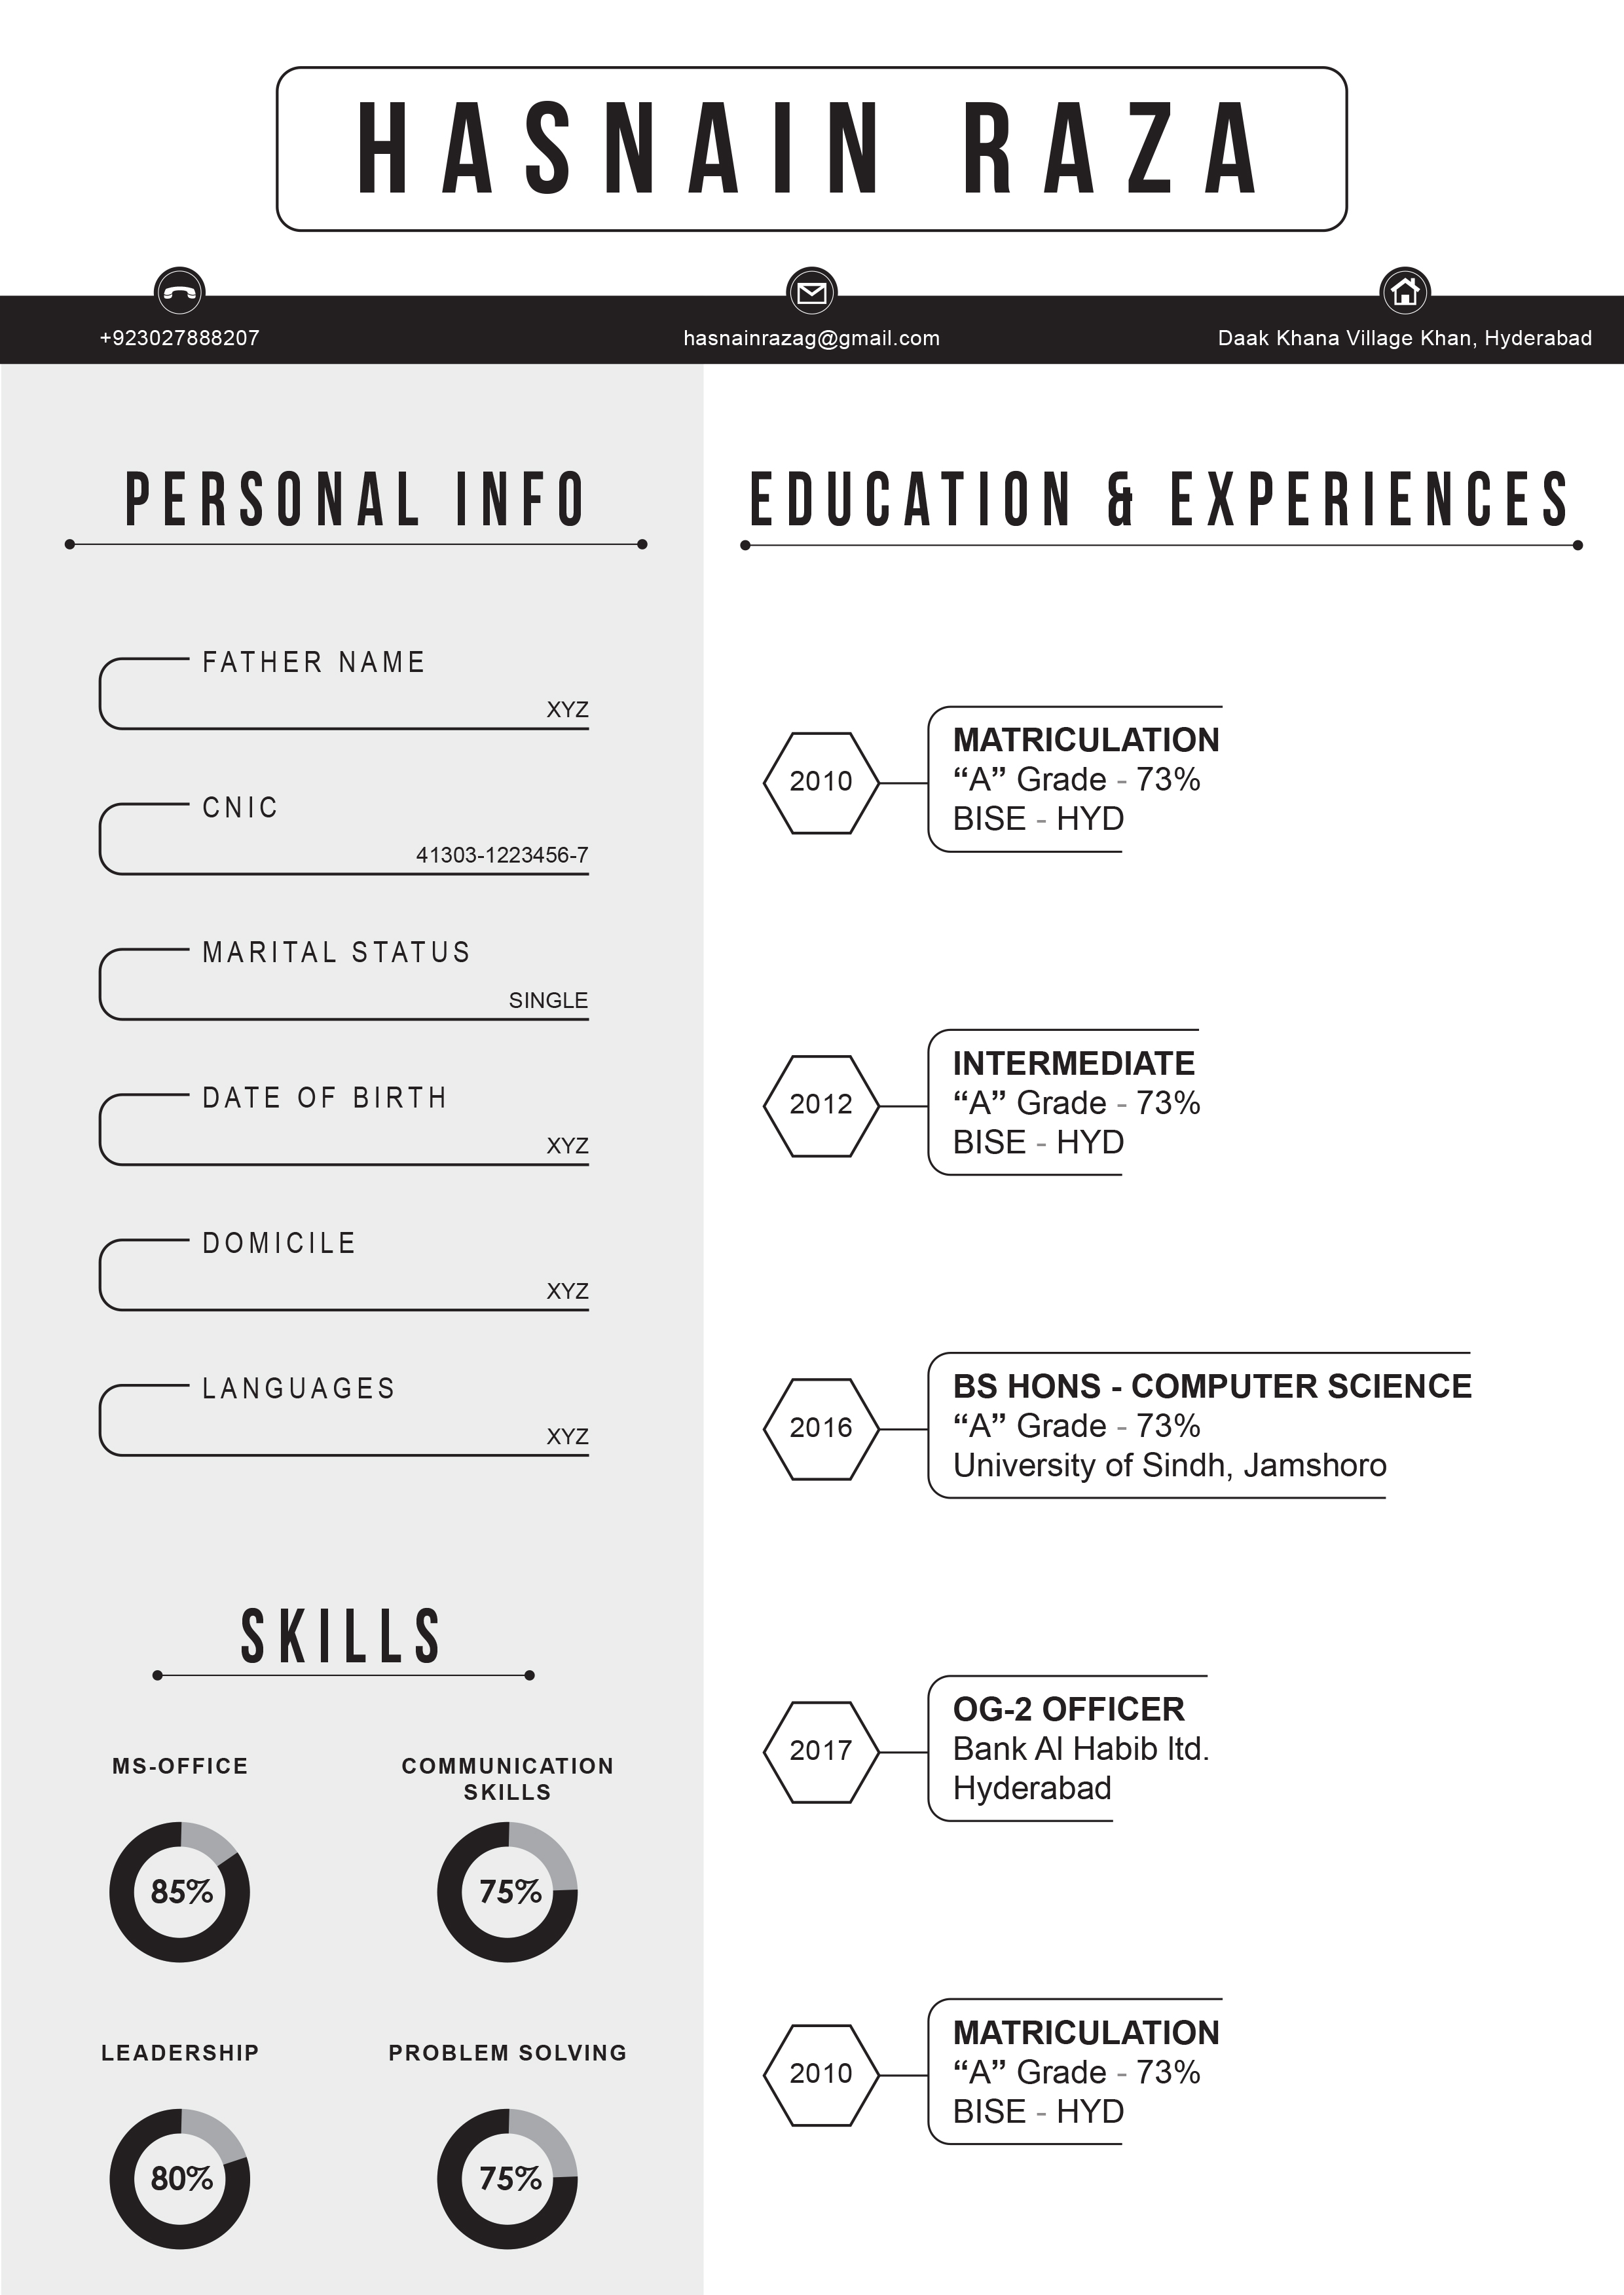 HASNAIN RAZA
+923027888207
hasnainrazag@gmail.com
Daak Khana Village Khan, Hyderabad
PERSONAL INFO
FATHER NAME
XYZ
CNIC
41303-1223456-7
MARITAL STATUS
SINGLE
DATE OF BIRTH
XYZ
DOMICILE
XYZ
LANGUAGES
XYZ
SKILLS
MS-OFFICE
85%
COMMUNICATION
SKILLS
75%
LEADERSHIP
80%
PROBLEM SOLVING
75%
EDUCATION & EXPERIENCES
2010
MATRICULATION
“A” Grade - 73%
BISE - HYD
2012
INTERMEDIATE
“A” Grade - 73%
BISE - HYD
2016
BS HONS - COMPUTER SCIENCE
“A” Grade - 73%
University of Sindh, Jamshoro
2017
OG-2 OFFICER
Bank Al Habib ltd.
Hyderabad
2010
MATRICULATION
“A” Grade - 73%
BISE - HYD